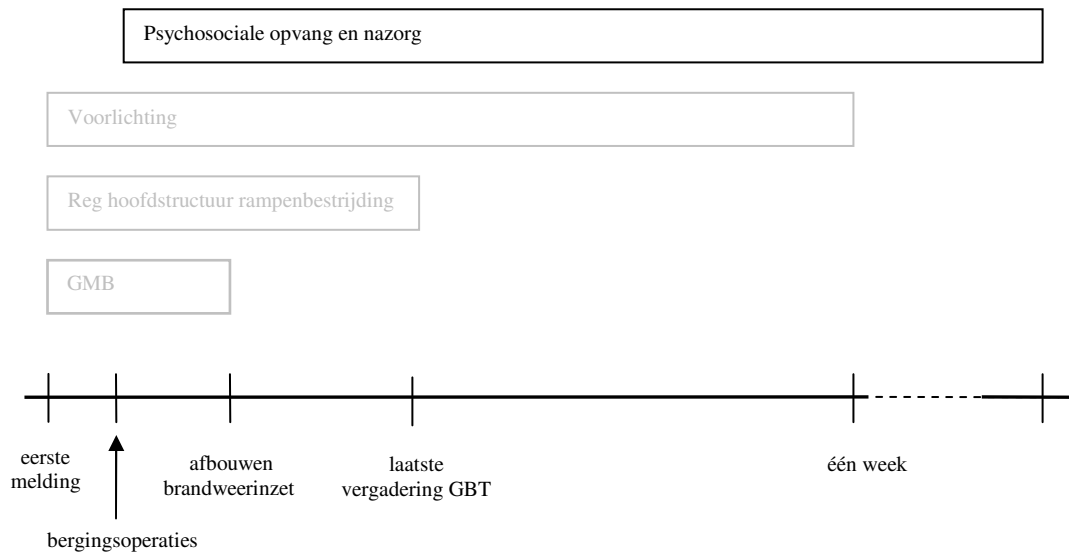 Psychosociale opvang en nazorg
Voorlichting
Reg hoofdstructuur rampenbestrijding
GMB
eerste
melding
afbouwen
brandweerinzet
laatste
vergadering GBT
één week
bergingsoperaties